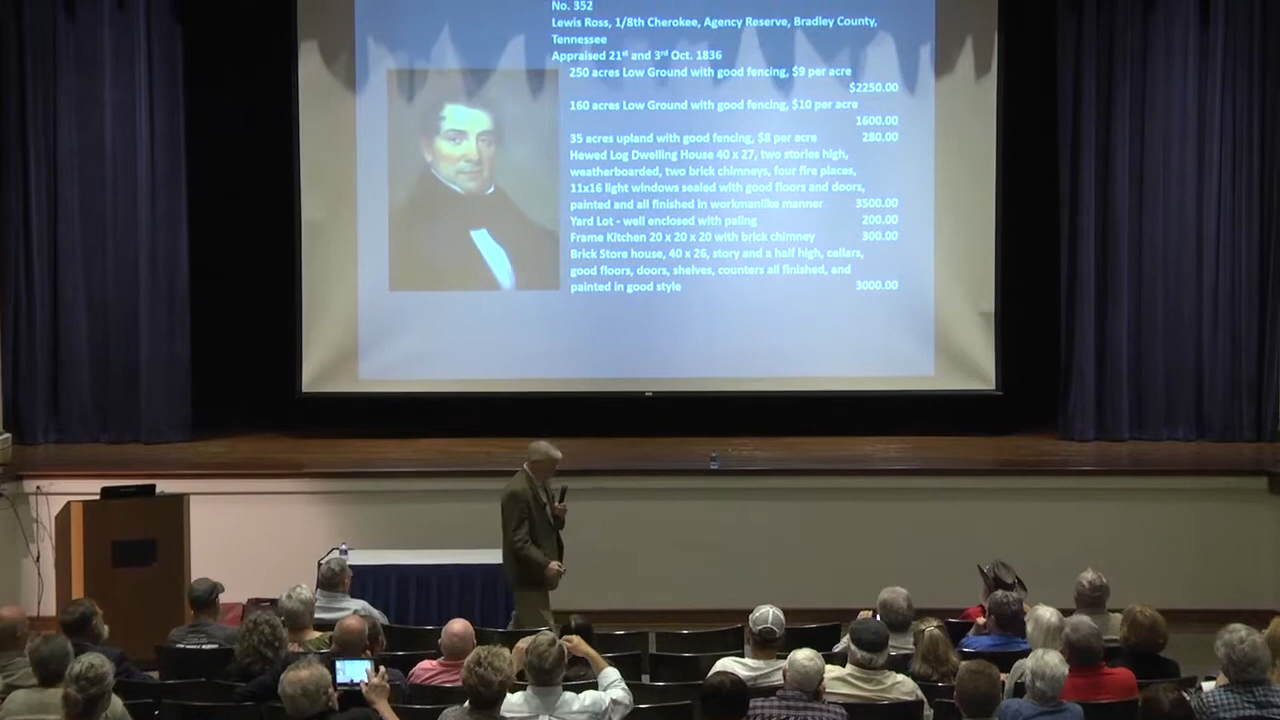 No. 352
Lewis Ross, 1/8th Cherokee, Agency Reserve, Bradley County,
Tennessee
Appraised 21st and 3rd Oct. 1836
250 acres Low Ground with good fencing, $9 per acre
$2250.00
160 acres Low Ground with good fencing, $10 per acre
1600.00
35 acres upland with good fencing, $8 per acre 280.00
Hewed Log Dwelling House 40 x 27, two stories high,
weatherboarded, two brick chimneys, four fire places,
11x16 light windows sealed with good floors and doors,
painted and all finished in workmanlike manner 3500.00
Yard Lot - well enclosed with paling 200.00
Frame Kitchen 20 x 20 x 20 with brick chimney 300.00
Brick Store house, 40 x 26, story and a half high, cellars,
good floors, doors, shelves, counters all finished, and
painted in good style 3000.00